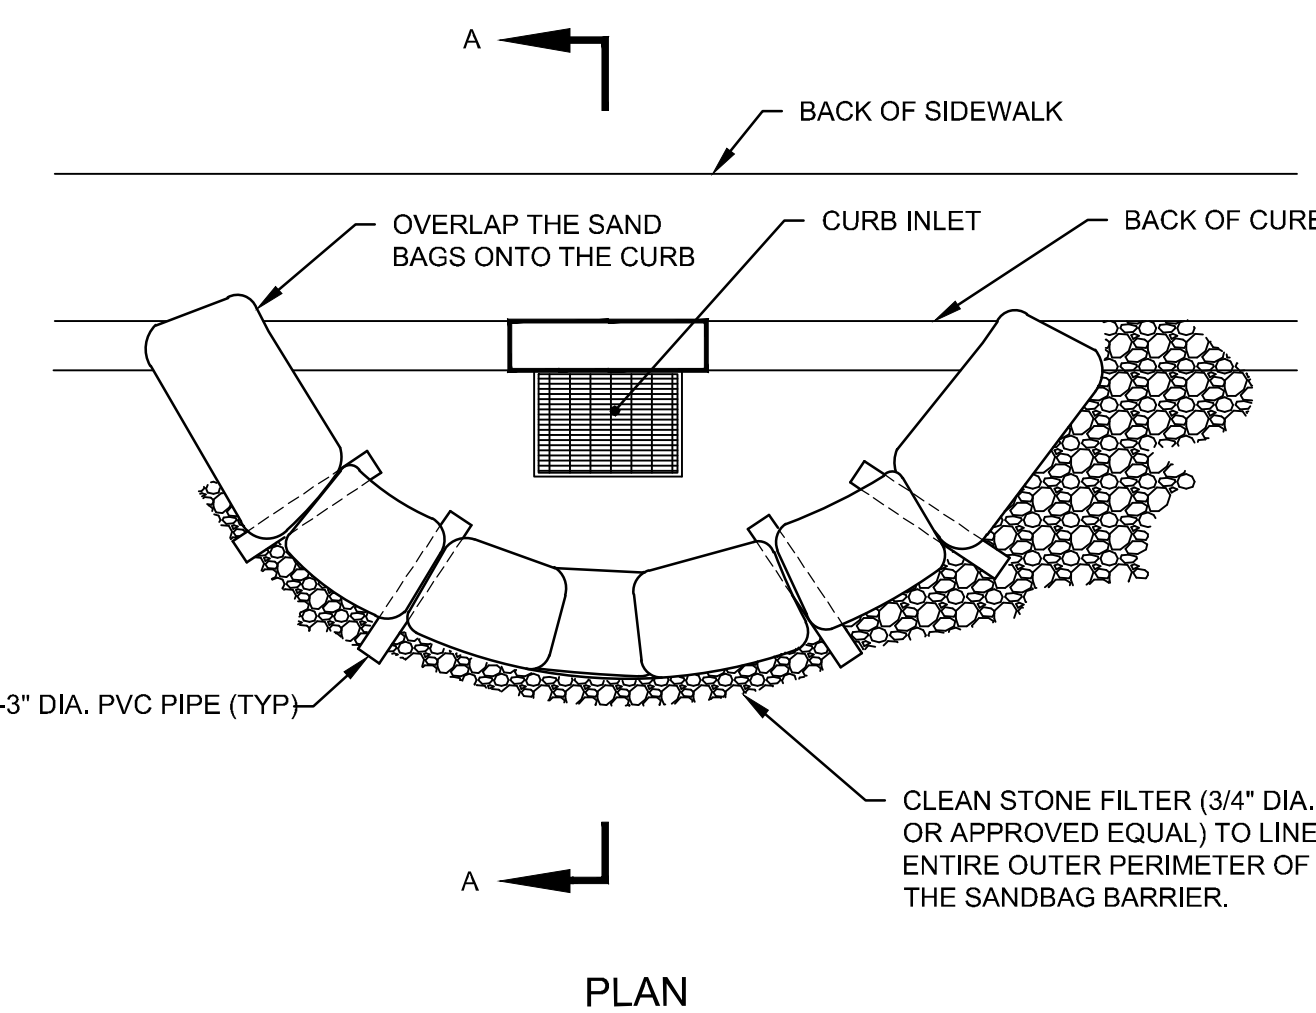 A
BACK OF SIDEWALK
OVERLAP THE SAND
BAGS ONTO THE CURB
CURB INLET
BACK OF CURB
-3" DIA. PVC PIPE (TYP)
CLEAN STONE FILTER (3/4" DIA.
OR APPROVED EQUAL) TO LINE
ENTIRE OUTER PERIMETER OF
THE SANDBAG BARRIER.
A
PLAN